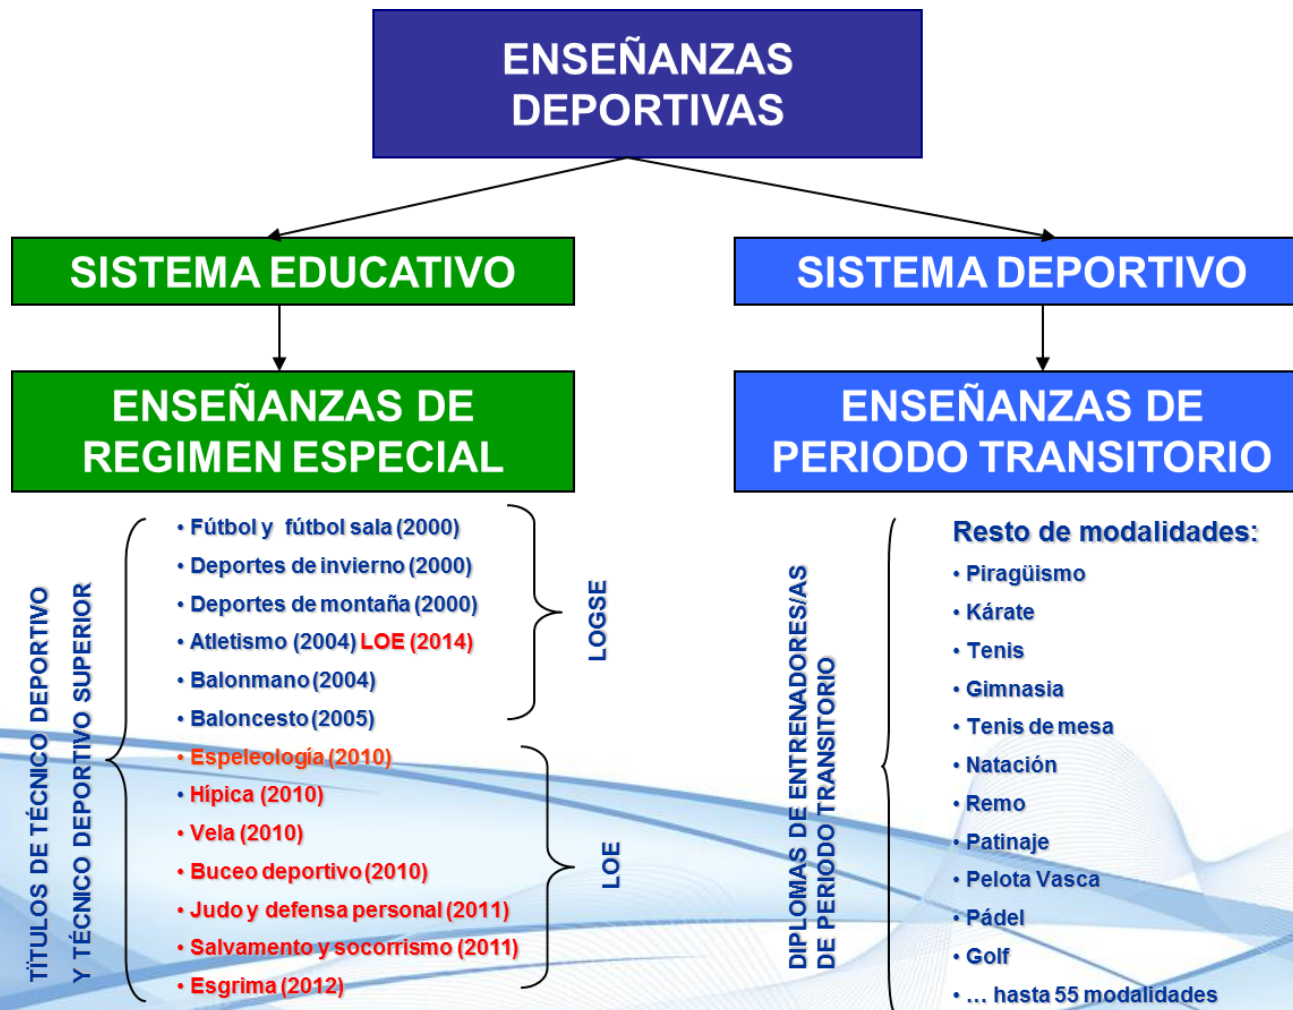 ENSEÑANZAS
DEPORTIVAS
SISTEMA EDUCATIVO
SISTEMA DEPORTIVO
ENSEÑANZAS DE
REGIMEN ESPECIAL
ENSEÑANZAS DE
PERIODO TRANSITORIO
TÏTULOS DE TÉCNICO DEPORTIVO
Y TÉCNICO DEPORTIVO SUPERIOR
• Fútbol y fútbol sala (2000)
• Deportes de invierno (2000)
• Deportes de montaña (2000)
• Atletismo (2004) LOE (2014)
• Balonmano (2004)
• Baloncesto (2005)
• Espeleología (2010)
• Hípica (2010)
• Vela (2010)
• Buceo deportivo (2010)
• Judo y defensa personal (2011)
• Salvamento y socorrismo (2011)
• Esgrima (2012)
LOGSE
LOE
DIPLOMAS DE ENTRENADORES/AS
DE PERIODO TRANSITORIO
Resto de modalidades:
• Piragüismo
• Kárate
• Tenis
• Gimnasia
• Tenis de mesa
• Natación
• Remo
• Patinaje
• Pelota Vasca
• Pádel
• Golf
• ... hasta 55 modalidades